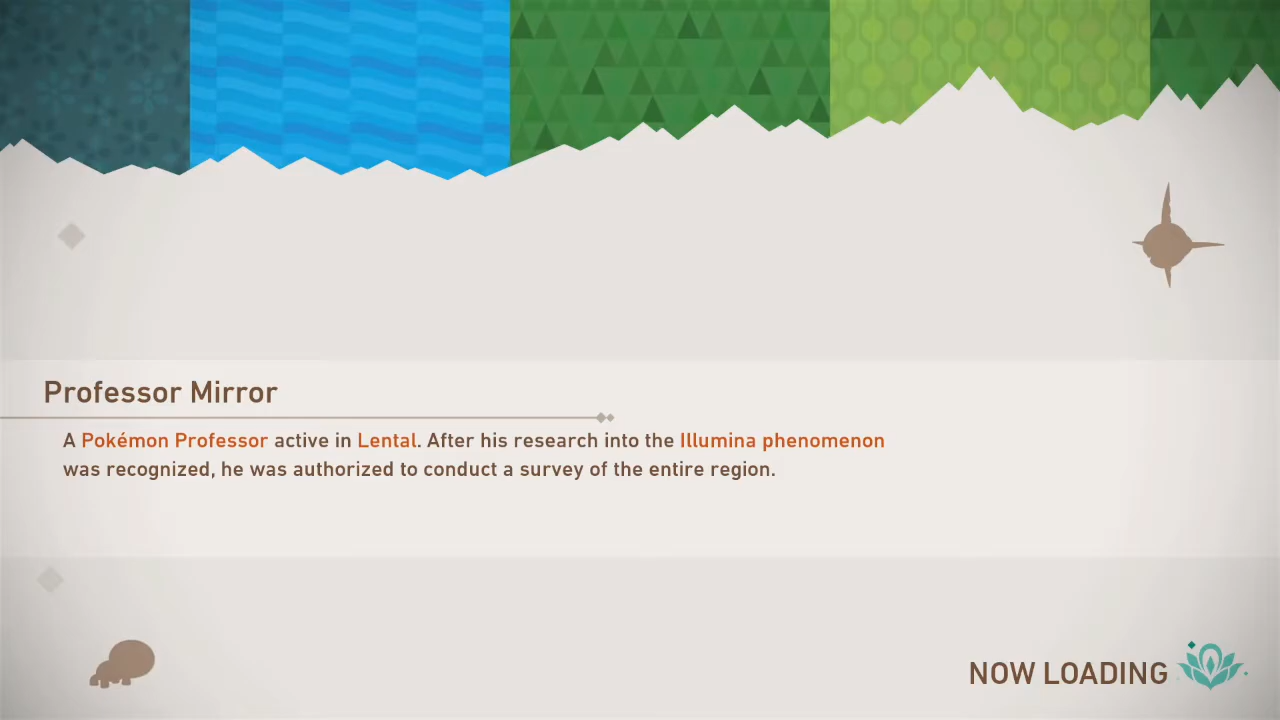 Professor Mirror
A Pokémon Professor active in Lental. After his research into the Illumina phenomenon
was recognized, he was authorized to conduct a survey of the entire region.
NOW LOADING